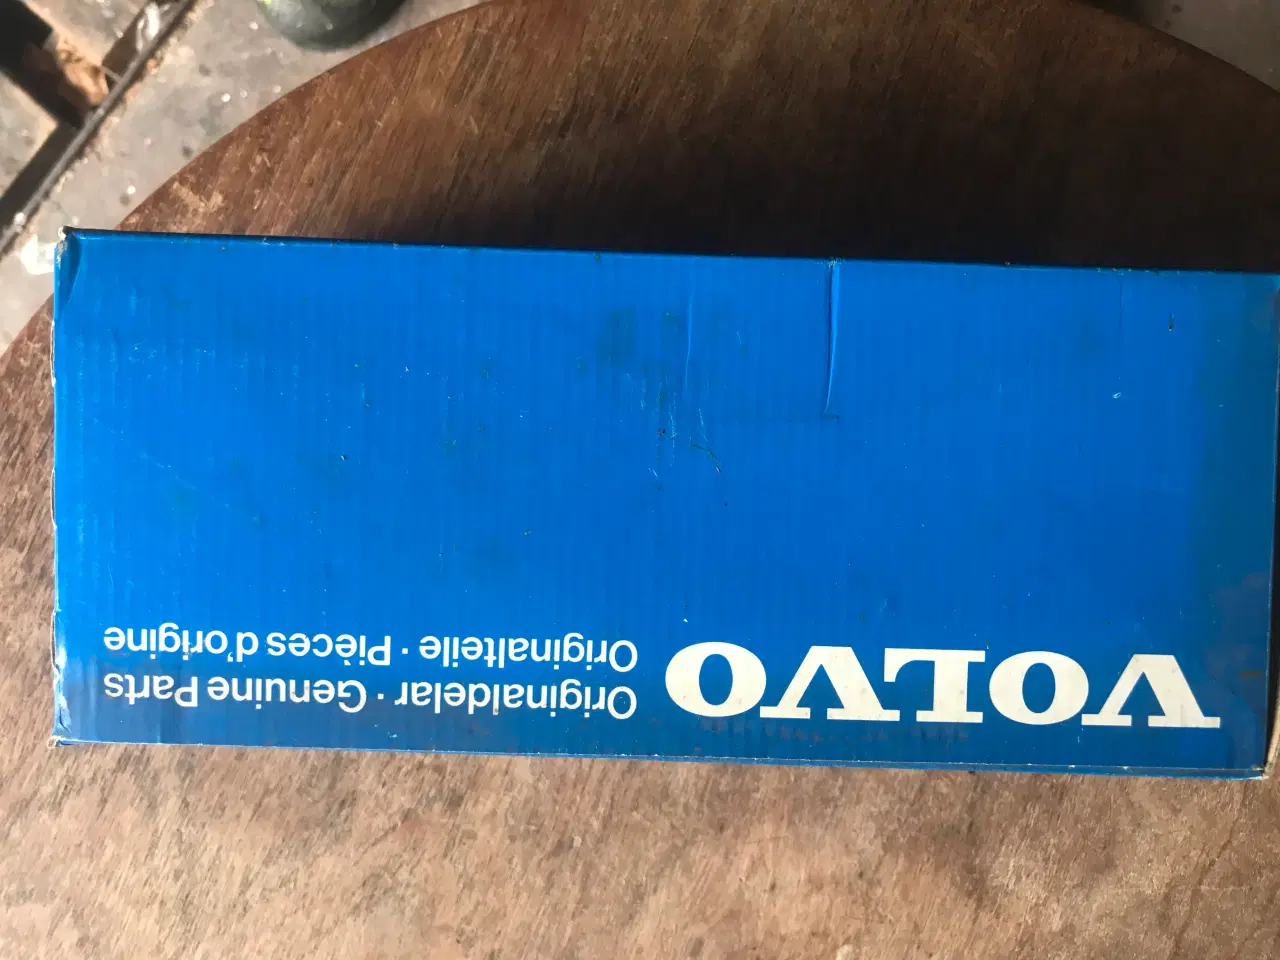 VOLVO
Originaldelar · Genuine Parts
Originalteile · Pièces d'origine